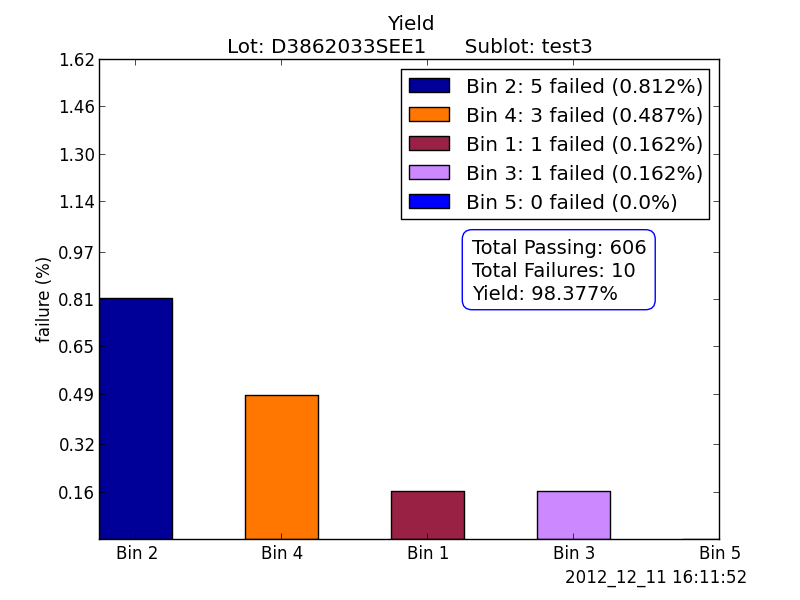 Yield
Lot: D3862033SEE1 Sublot: test3
1.62
1.46
1.30
1.14
0.97
0.81
0.65
0.49
0.32
0.16
failure (%)
Bin 2: 5 failed (0.812%)
Bin 4: 3 failed (0.487%)
Bin 1: 1 failed (0.162%)
Bin 3: 1 failed (0.162%)
Bin 5: 0 failed (0.0%)
Total Passing: 606
Total Failures: 10
Yield: 98.377%
Bin 2 Bin 4 Bin 1 Bin 3 Bin 5
2012_12_11 16:11:52